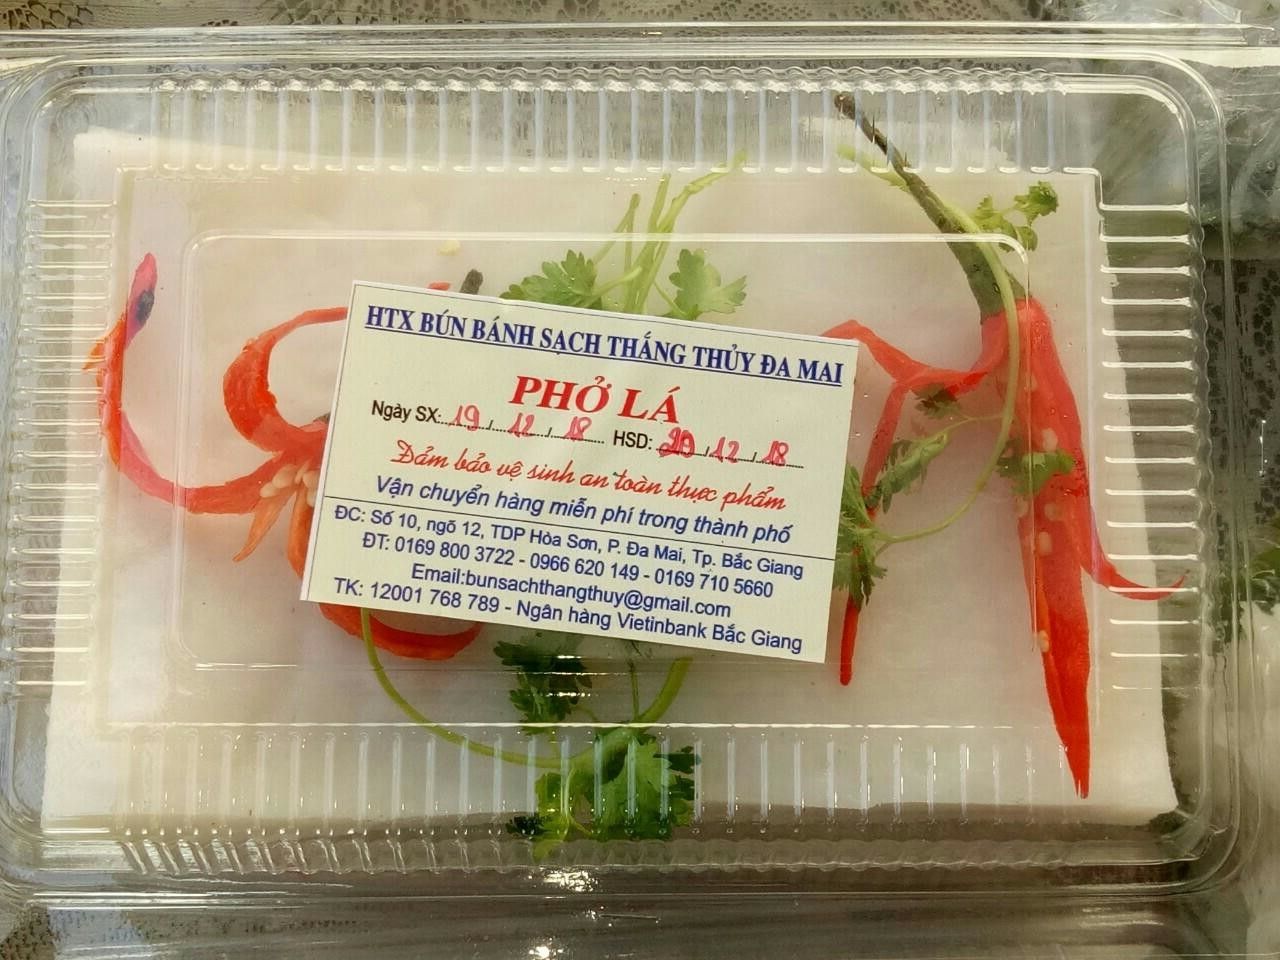 HTX BÚN BÁNH SẠCH THẮNG THỦY ĐA MAI
PHỞ LÁ
Ngày SX: 19/12/18 HSD: 20/12/18
Đảm bảo vệ sinh an toàn thực phẩm
Vận chuyển hàng miễn phí trong thành phố
ĐC: Số 10, ngõ 12, TDP Hòa Sơn, P. Đa Mai, Tp. Bắc Giang
ĐT: 0169 800 3722 - 0966 620 149 - 0169 710 5660
Email:bunsachthangthuy@gmail.com
TK: 12001 768 789 - Ngân hàng Vietinbank Bắc Giang